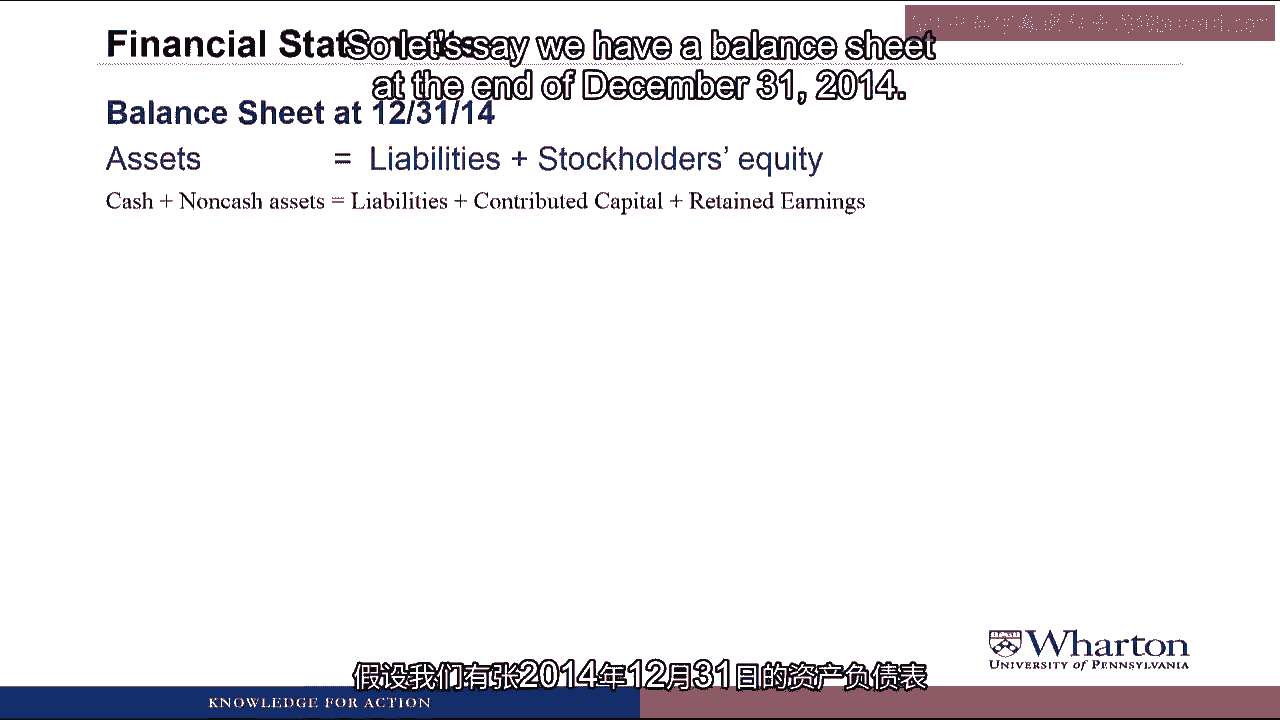 Financial Statements
So let's say we have a balance sheet
at the end of December 31, 2014.
Balance Sheet at 12/31/14
Assets = Liabilities + Stockholders' equity
Cash + Noncash assets = Liabilities + Contributed Capital + Retained Earnings
Wharton
UNIVERSITY of PENNSYLVANIA
假设我们有张2014年12月31日的资产负债表
KNOWLEDGE FOR ACTION